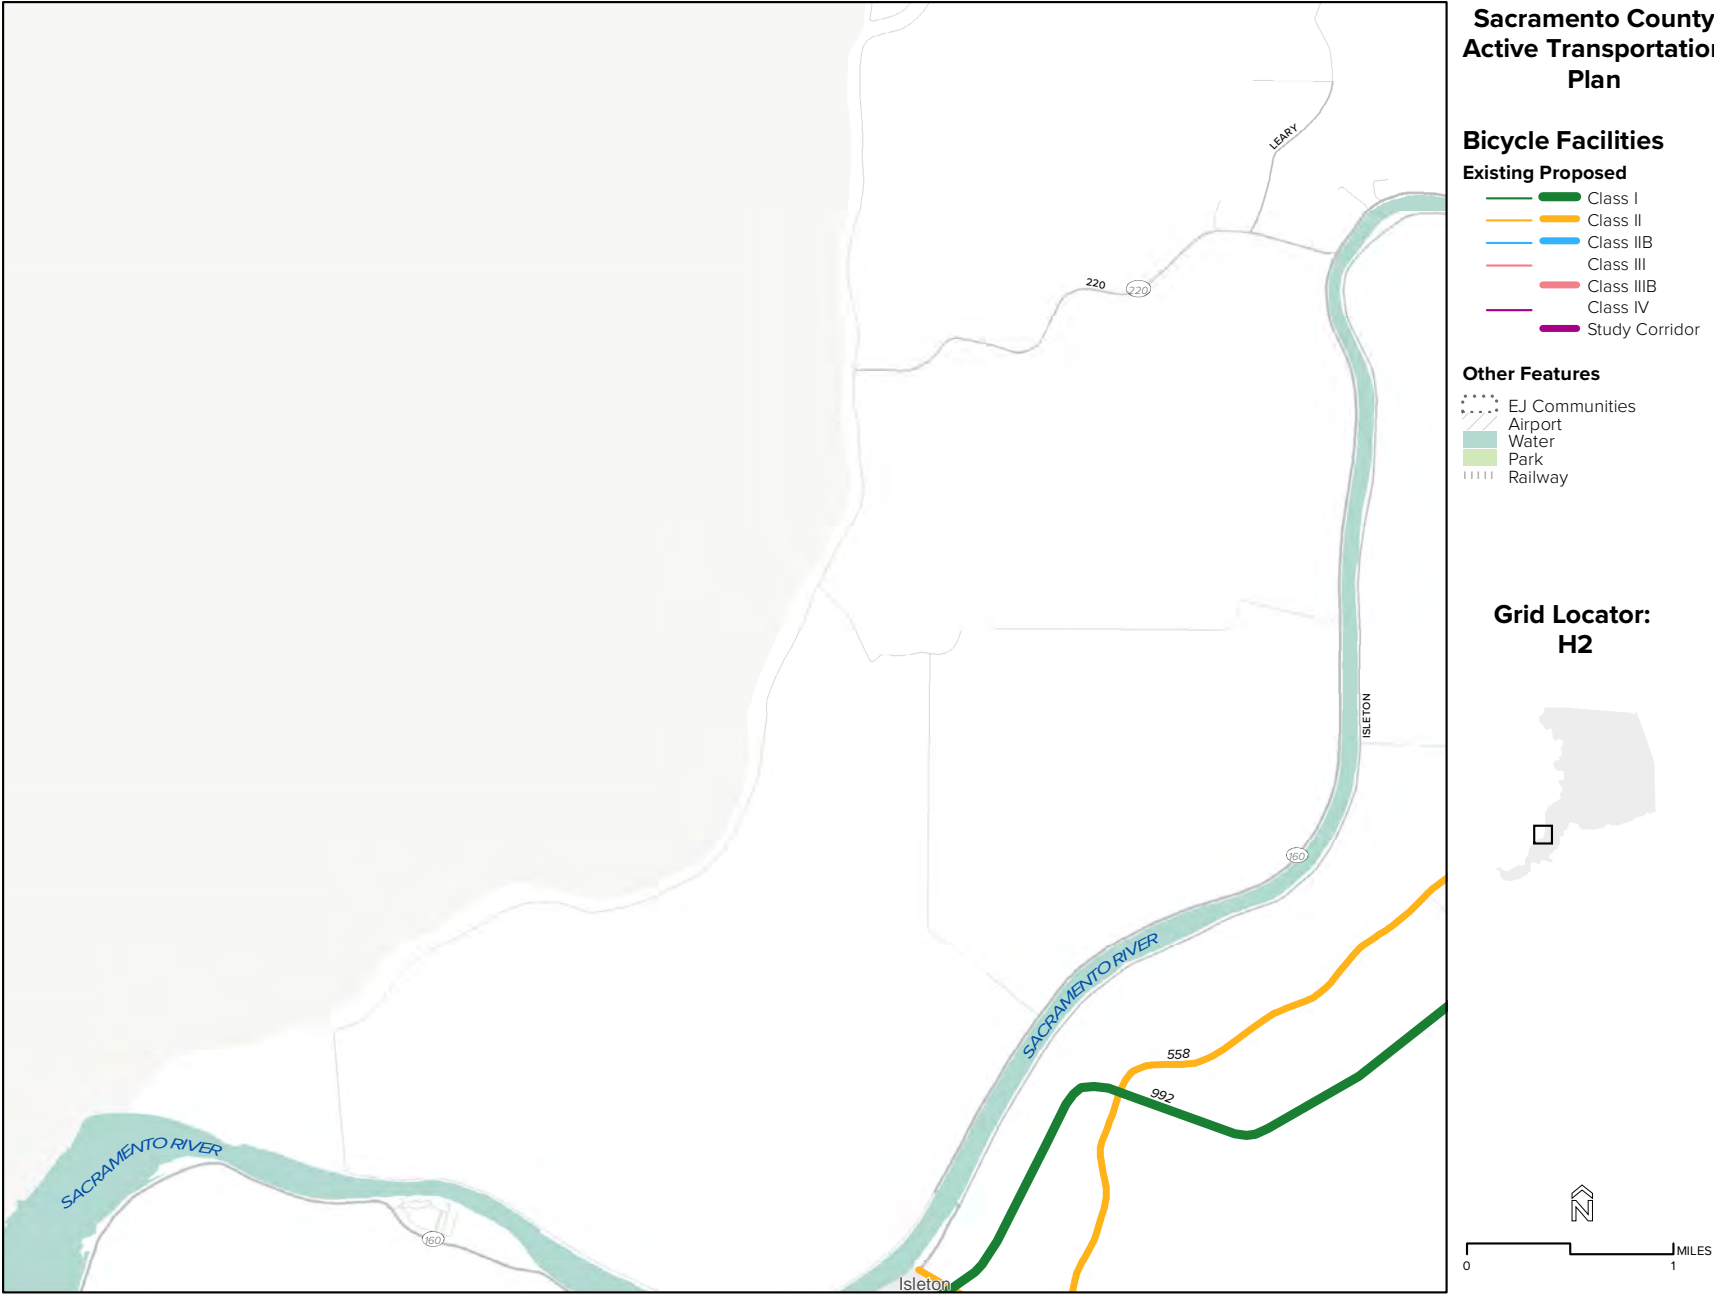 Sacramento County
Active Transportation
Plan
Bicycle Facilities
Existing Proposed
Class I
Class II
Class IIB
Class III
Class IIIB
Class IV
Study Corridor
Other Features
EJ Communities
Airport
Water
Park
Railway
Grid Locator:
H2
N
MILES
0 1
LEARY
220
220
ISLETON
160
SACRAMENTO RIVER
558
992
SACRAMENTO RIVER
160
Isleton